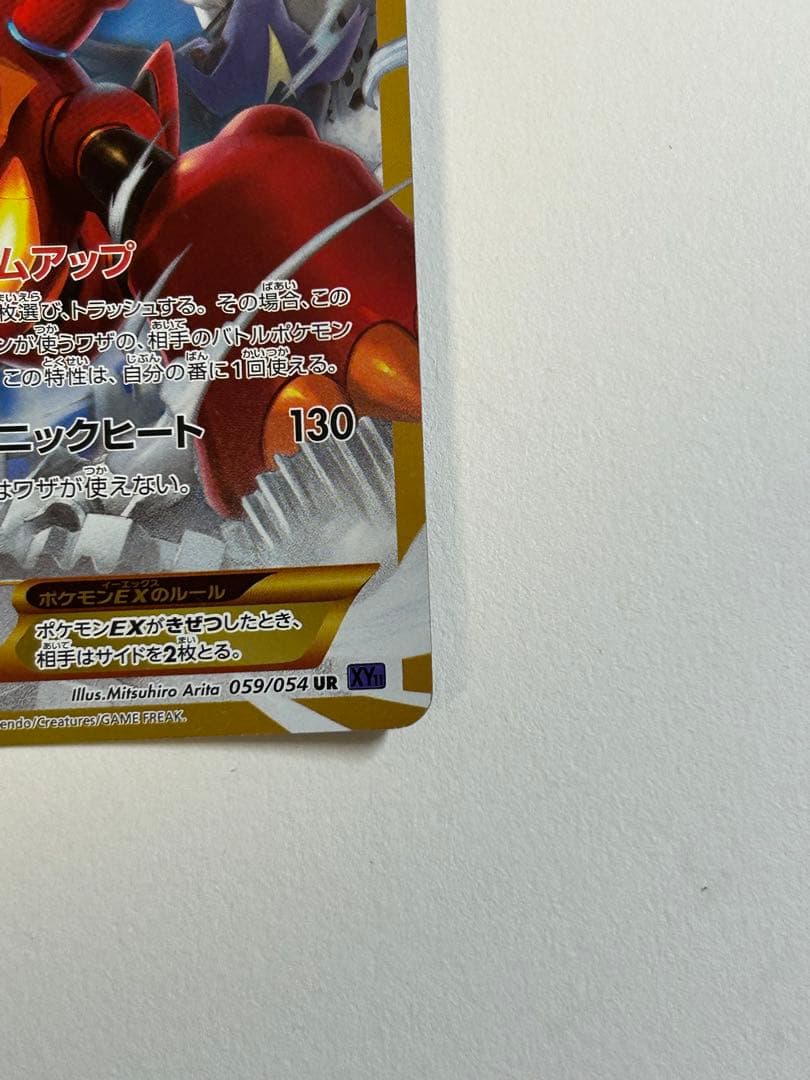 ムアップ
枚選び、トラッシュする。その場合、この
ンが使うワザの、相手のバトルポケモン
この特性は、自分の番に1回使える。
ニックヒート 130
はワザが使えない。
ポケモンEXのルール
ポケモンEXがきぜつしたとき、
相手はサイドを2枚とる。
Illus.Mitsuhiro Arita 059/054 UR XY11
endo/Creatures/GAME FREAK.